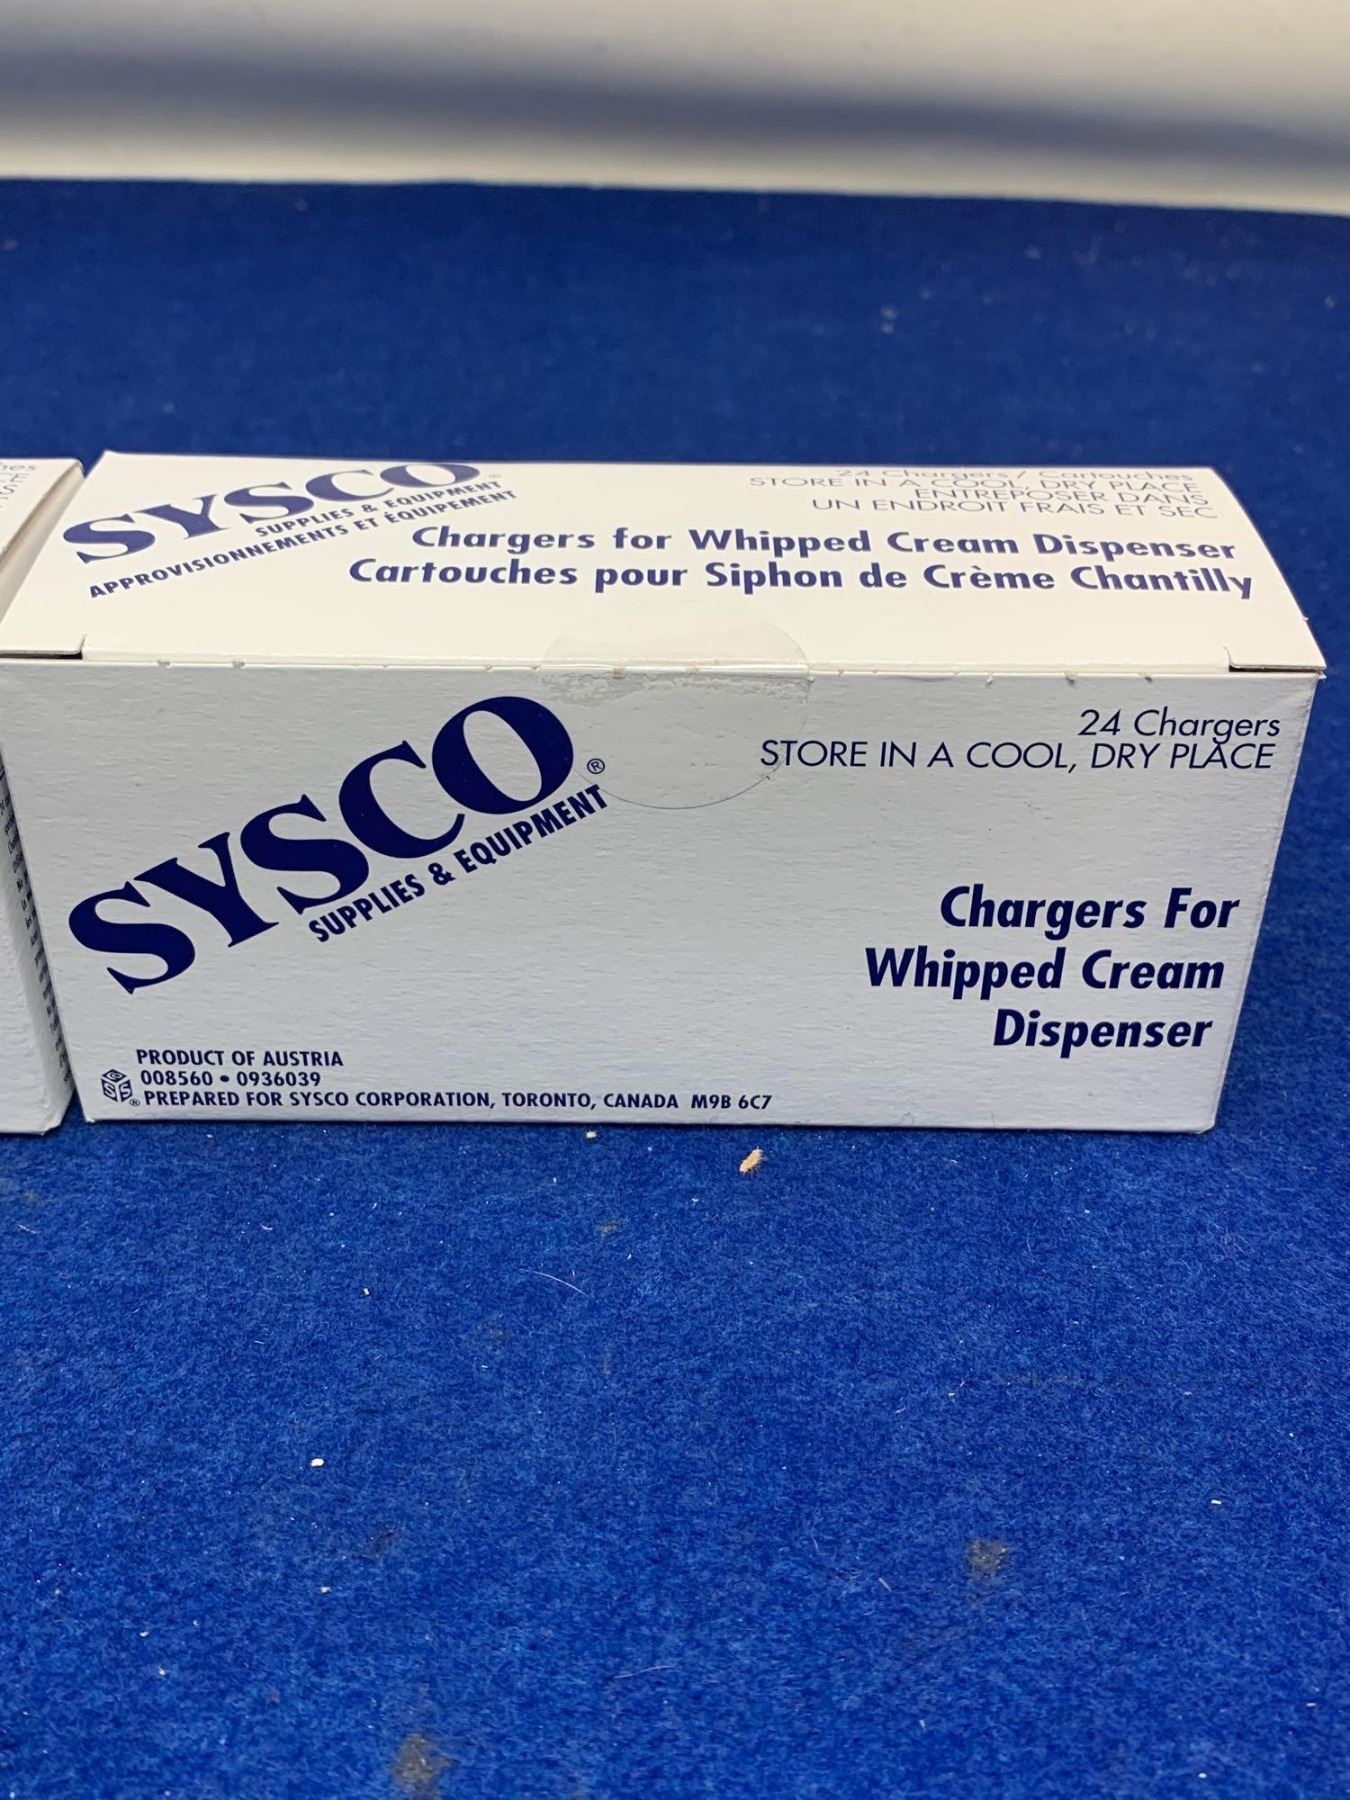 SYSCO®
SUPPLIES & EQUIPMENT
APPROVISIONNEMENTS ET ÉQUIPEMENT
24 Chargers / Cartouches
STORE IN A COOL, DRY PLACE
ENTREPOSER DANS
UN ENDROIT FRAIS ET SEC
Chargers for Whipped Cream Dispenser
Cartouches pour Siphon de Crème Chantilly
SYSCO®
SUPPLIES & EQUIPMENT
24 Chargers
STORE IN A COOL, DRY PLACE
Chargers For
Whipped Cream
Dispenser
PRODUCT OF AUSTRIA
008560 • 0936039
PREPARED FOR SYSCO CORPORATION, TORONTO, CANADA M9B 6C7